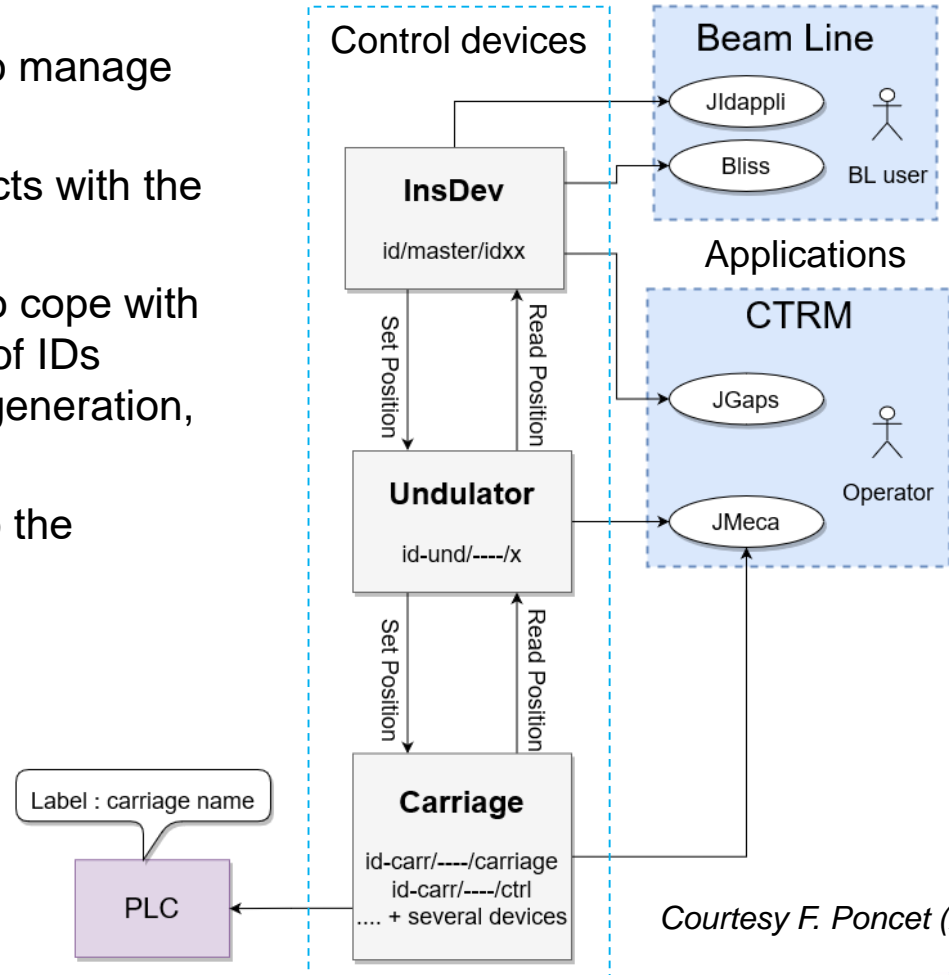 o manage
cts with the
o cope with
of IDs
generation,
the
Control devices
InsDev
id/master/idxx
Set Position
Read Position
Undulator
id-und/----/x
Set Position
Read Position
Carriage
id-carr/----/carriage
id-carr/----/ctrl
.... + several devices
Label : carriage name
PLC
Beam Line
JIdappli
Bliss
BL user
Applications
CTRM
JGaps
Operator
JMeca
Courtesy F. Poncet (